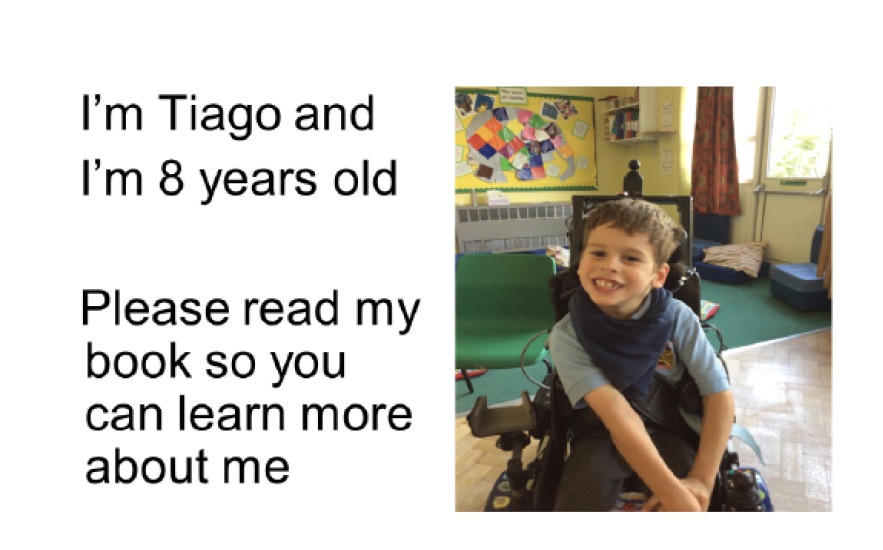 I’m Tiago and
I’m 8 years old
Please read my
book so you
can learn more
about me